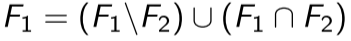 F₁ = (F₁\F₂) ∪ (F₁ ∩ F₂)